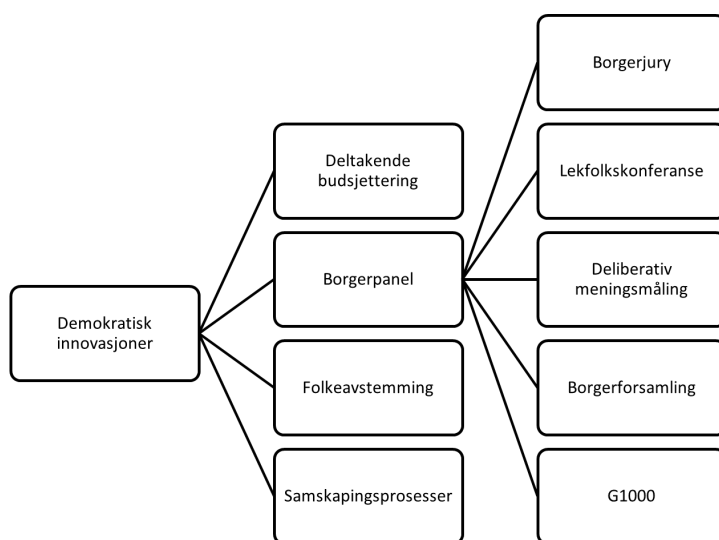 Demokratisk
innovasjoner
Deltakende
budsjettering
Borgerpanel
Folkeavstemming
Samskapingsprosesser
Borgerjury
Lekfolkskonferanse
Deliberativ
meningsmåling
Borgerforsamling
G1000